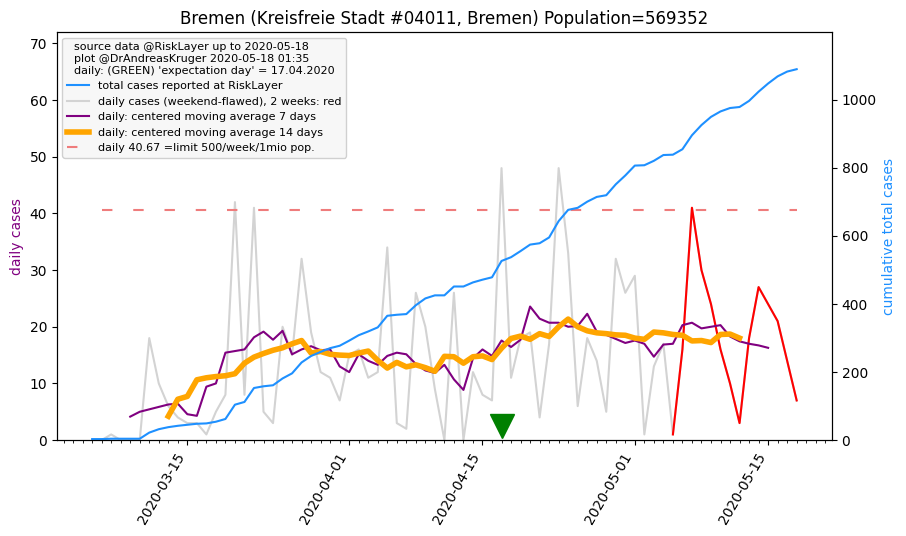 Bremen (Kreisfreie Stadt #04011, Bremen) Population=569352
source data @RiskLayer up to 2020-05-18
plot @DrAndreasKruger 2020-05-18 01:35
daily: (GREEN) 'expectation day' = 17.04.2020
total cases reported at RiskLayer
daily cases (weekend-flawed), 2 weeks: red
daily: centered moving average 7 days
daily: centered moving average 14 days
daily 40.67 =limit 500/week/1mio pop.
daily cases
70
60
50
40
30
20
10
0
cumulative total cases
1000
800
600
400
200
0
2020-03-15
2020-04-01
2020-04-15
2020-05-01
2020-05-15